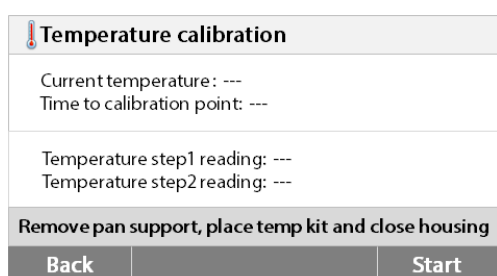 Temperature calibration
Current temperature: ---
Time to calibration point: ---
Temperature step1 reading: ---
Temperature step2 reading: ---
Remove pan support, place temp kit and close housing
Back Start